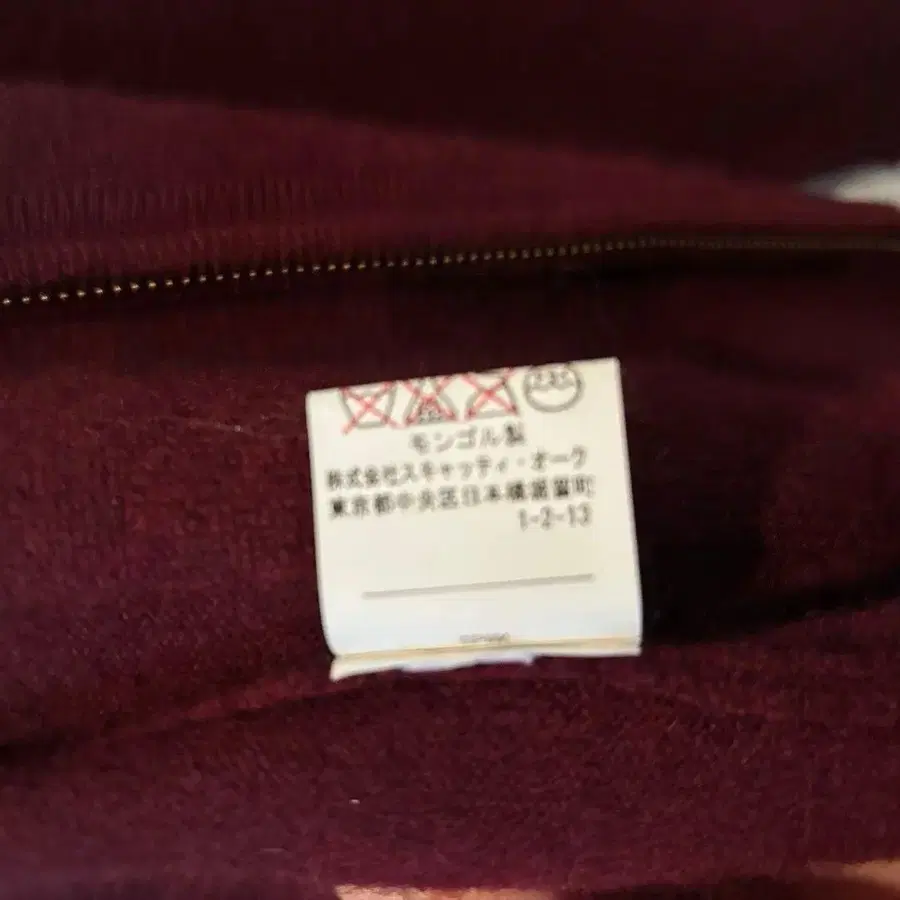 モンゴル製
株式会社スキャッティ・オーク
東京都中央区日本橋堀留町
1-2-13